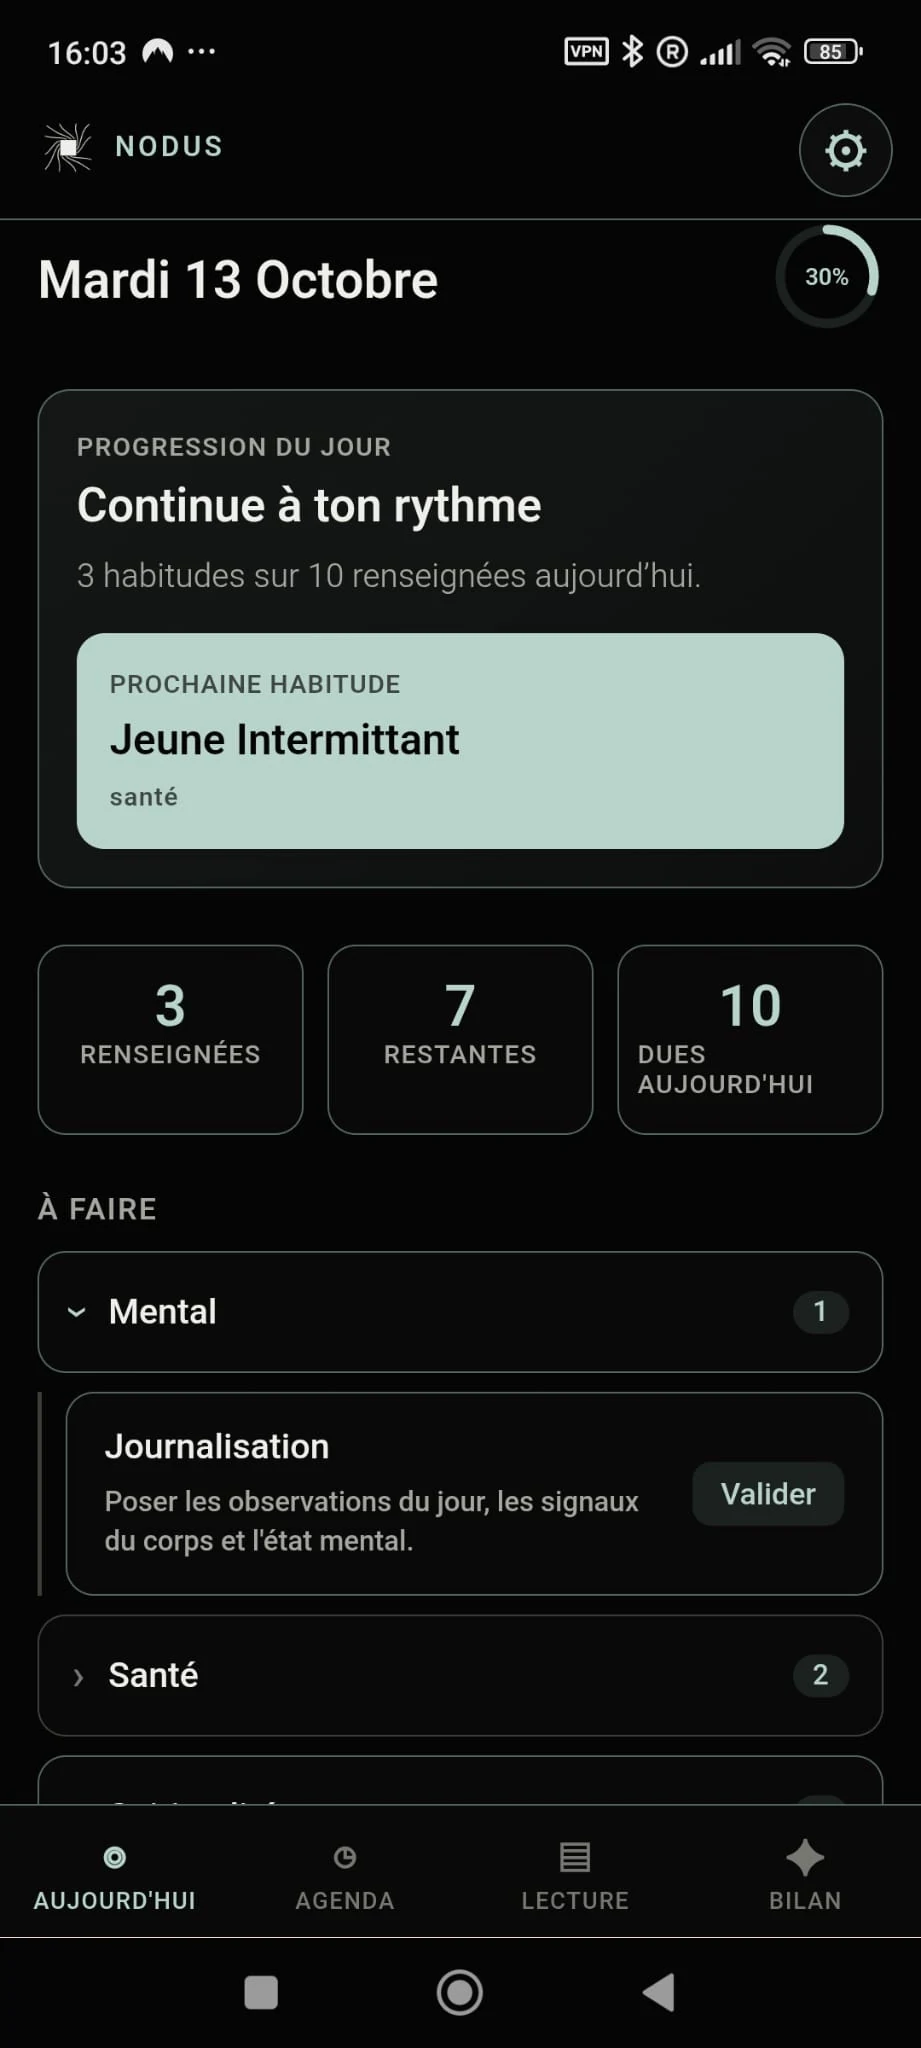 16:03
VPN
R
85
NODUS
Mardi 13 Octobre
30%
PROGRESSION DU JOUR
Continue à ton rythme
3 habitudes sur 10 renseignées aujourd’hui.
PROCHAINE HABITUDE
Jeune Intermittant
santé
3
RENSEIGNÉES
7
RESTANTES
10
DUES
AUJOURD'HUI
À FAIRE
Mental
1
Journalisation
Poser les observations du jour, les signaux
du corps et l'état mental.
Valider
Santé
2
AUJOURD'HUI
AGENDA
LECTURE
BILAN